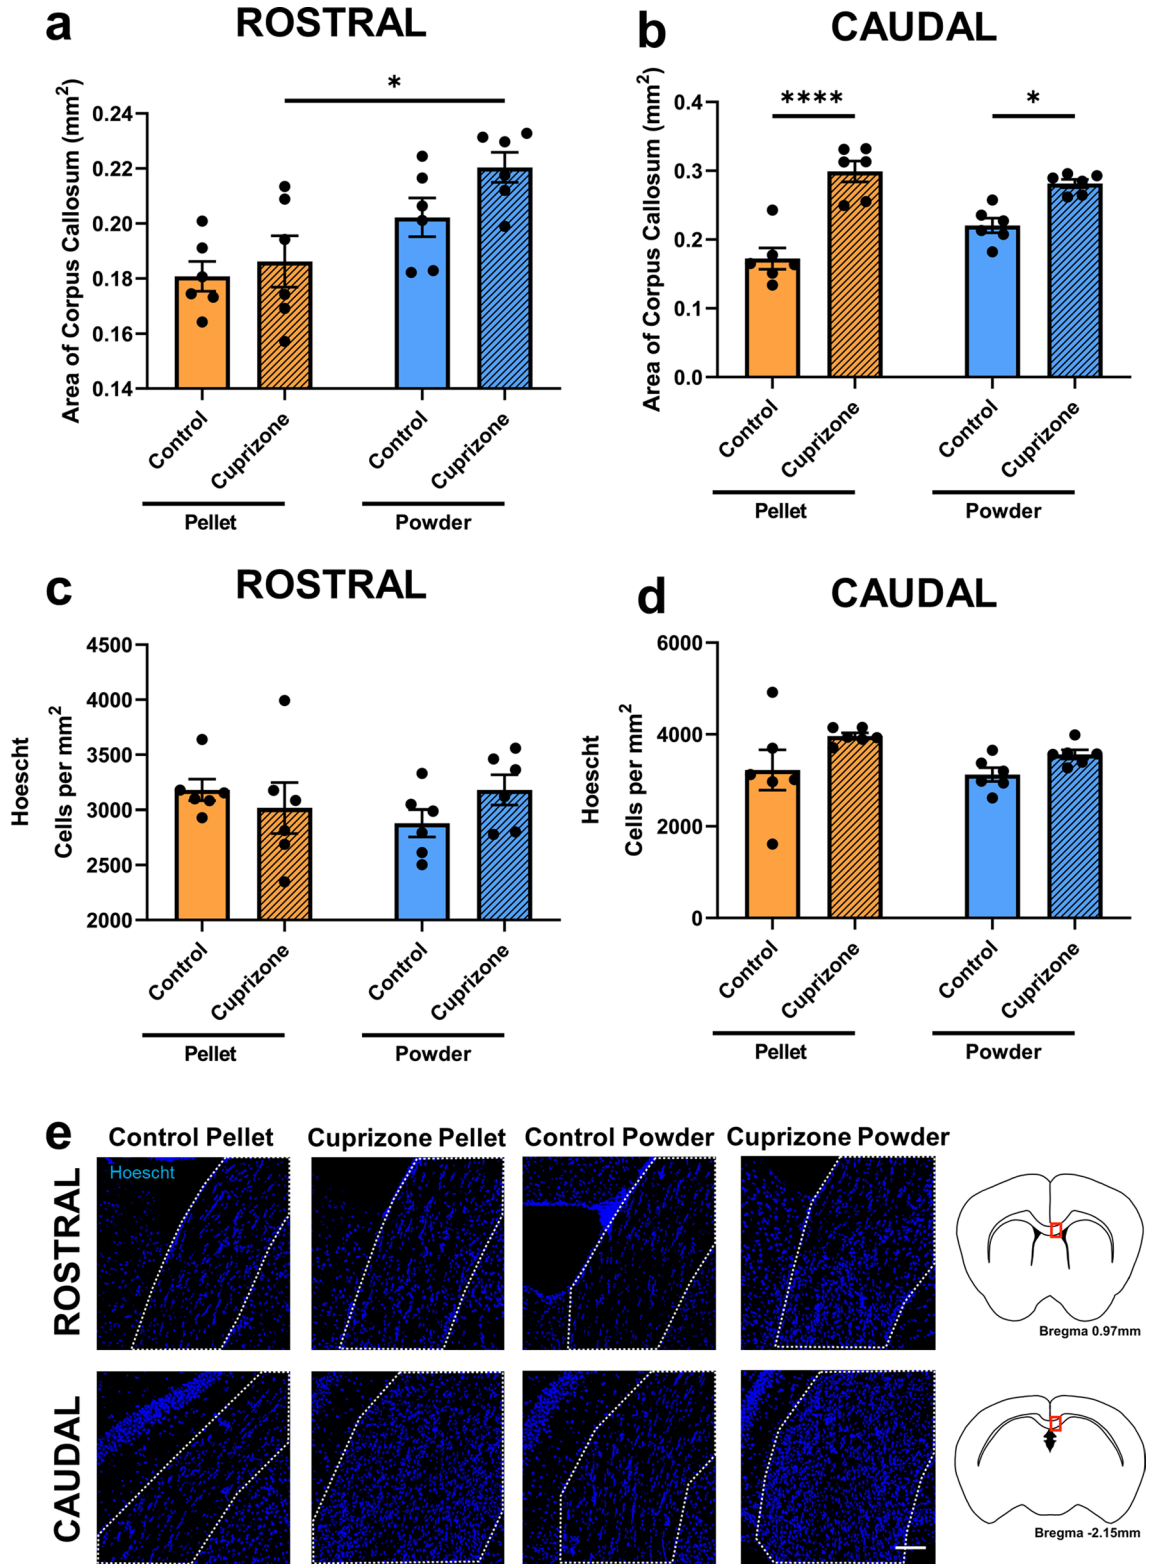 a
ROSTRAL
*
Area of Corpus Callosum (mm2)
0.24
0.22
0.20
0.18
0.16
0.14
Control
Cuprizone
Control
Cuprizone
Pellet
Powder
b
CAUDAL
****
*
Area of Corpus Callosum (mm2)
0.4
0.3
0.2
0.1
0.0
Control
Cuprizone
Control
Cuprizone
Pellet
Powder
c
ROSTRAL
Hoescht
Cells per mm2
4500
4000
3500
3000
2500
2000
Control
Cuprizone
Control
Cuprizone
Pellet
Powder
d
CAUDAL
Hoescht
Cells per mm2
6000
4000
2000
0
Control
Cuprizone
Control
Cuprizone
Pellet
Powder
e
Control Pellet
Cuprizone Pellet
Control Powder
Cuprizone Powder
ROSTRAL
Hoescht
Bregma 0.97mm
CAUDAL
Bregma -2.15mm